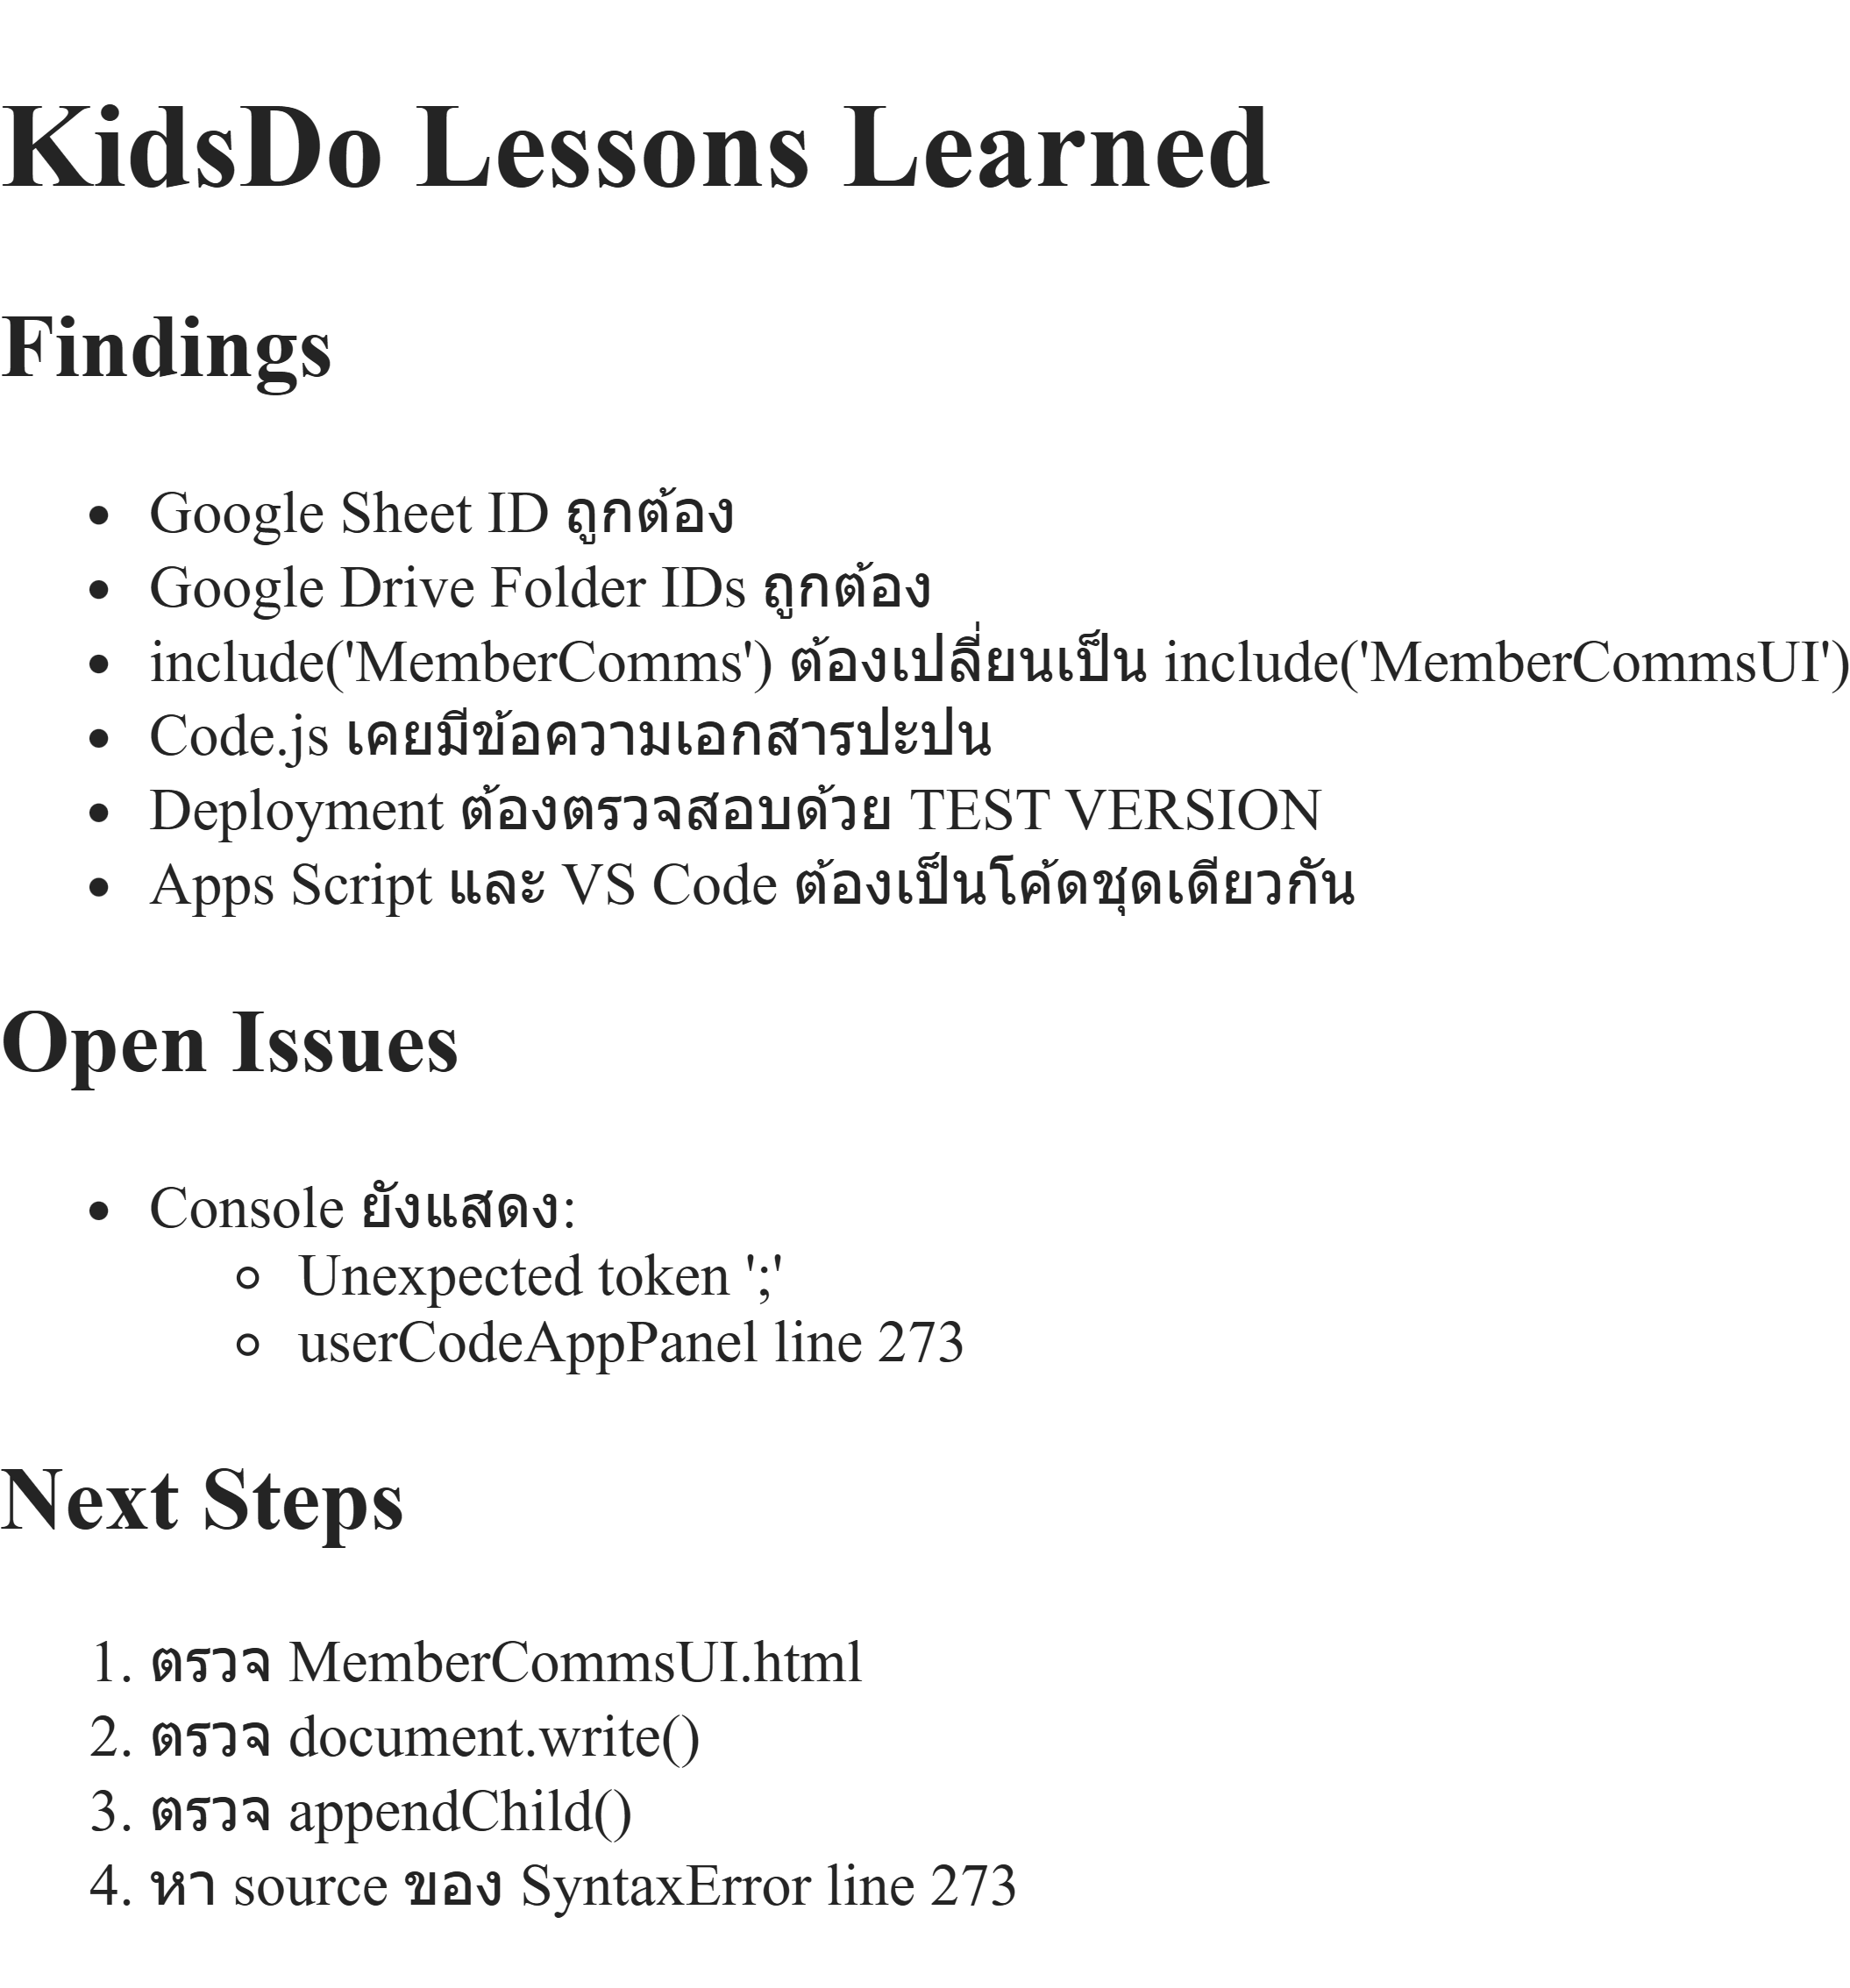 KidsDo Lessons Learned
Findings
• Google Sheet ID ถูกต้อง
• Google Drive Folder IDs ถูกต้อง
• include('MemberComms') ต้องเปลี่ยนเป็น include('MemberCommsUI')
• Code.js เคยมีข้อความเอกสารปะปน
• Deployment ต้องตรวจสอบด้วย TEST VERSION
• Apps Script และ VS Code ต้องเป็นโค้ดชุดเดียวกัน
Open Issues
• Console ยังแสดง:
◦ Unexpected token ';'
◦ userCodeAppPanel line 273
Next Steps
1. ตรวจ MemberCommsUI.html
2. ตรวจ document.write()
3. ตรวจ appendChild()
4. หา source ของ SyntaxError line 273